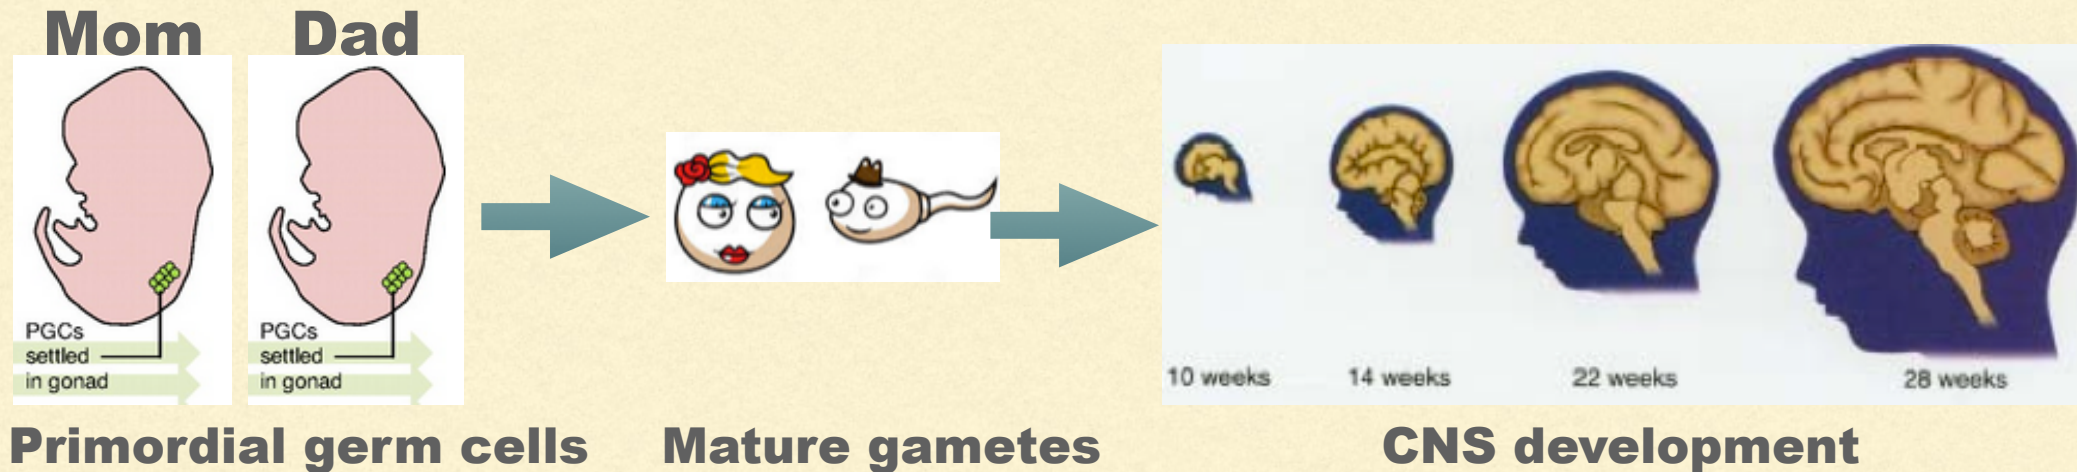 Mom
Dad
PGCs
settled
in gonad
PGCs
settled
in gonad
10 weeks
14 weeks
22 weeks
28 weeks
Primordial germ cells
Mature gametes
CNS development